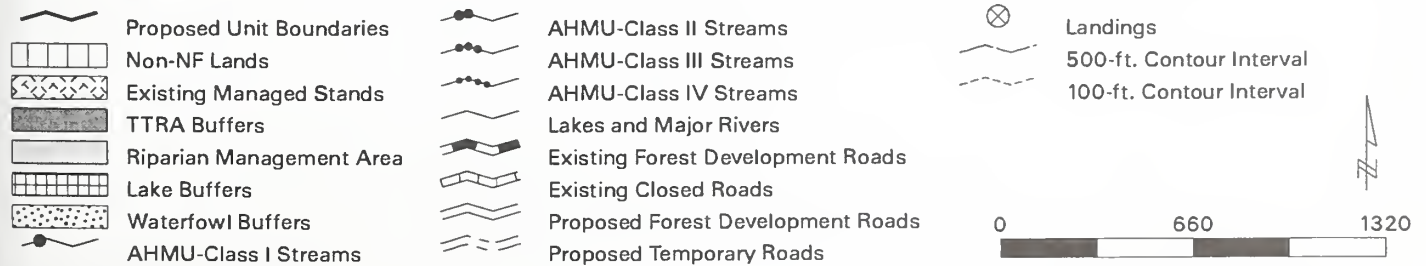 Proposed Unit Boundaries
Non-NF Lands
Existing Managed Stands
TTRA Buffers
Riparian Management Area
Lake Buffers
Waterfowl Buffers
AHMU-Class I Streams
AHMU-Class II Streams
AHMU-Class III Streams
AHMU-Class IV Streams
Lakes and Major Rivers
Existing Forest Development Roads
Existing Closed Roads
Proposed Forest Development Roads
Proposed Temporary Roads
Landings
500-ft. Contour Interval
100-ft. Contour Interval
0 660 1320